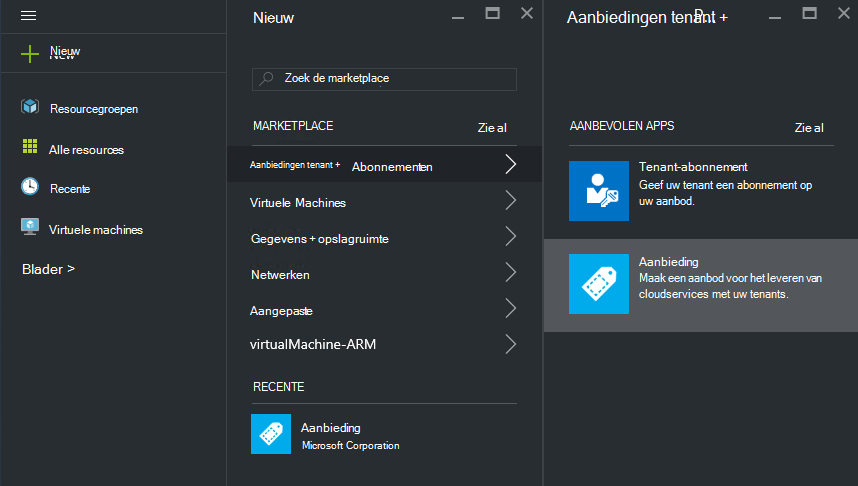 Nieuw
Resourcegroepen
Alle resources
Recente
Virtuele machines
Blader >
Nieuw
Zoek de marketplace
MARKETPLACE
Zie al
Aanbiedingen tenant + Abonnementen
Virtuele Machines
Gegevens + opslagruimte
Netwerken
Aangepaste
virtualMachine-ARM
RECENTE
Aanbieding
Microsoft Corporation
Aanbiedingen tenant +
AANBEVOLEN APPS
Zie al
Tenant-abonnement
Geef uw tenant een abonnement op
uw aanbod.
Aanbieding
Maak een aanbod voor het leveren van
cloudservices met uw tenants.